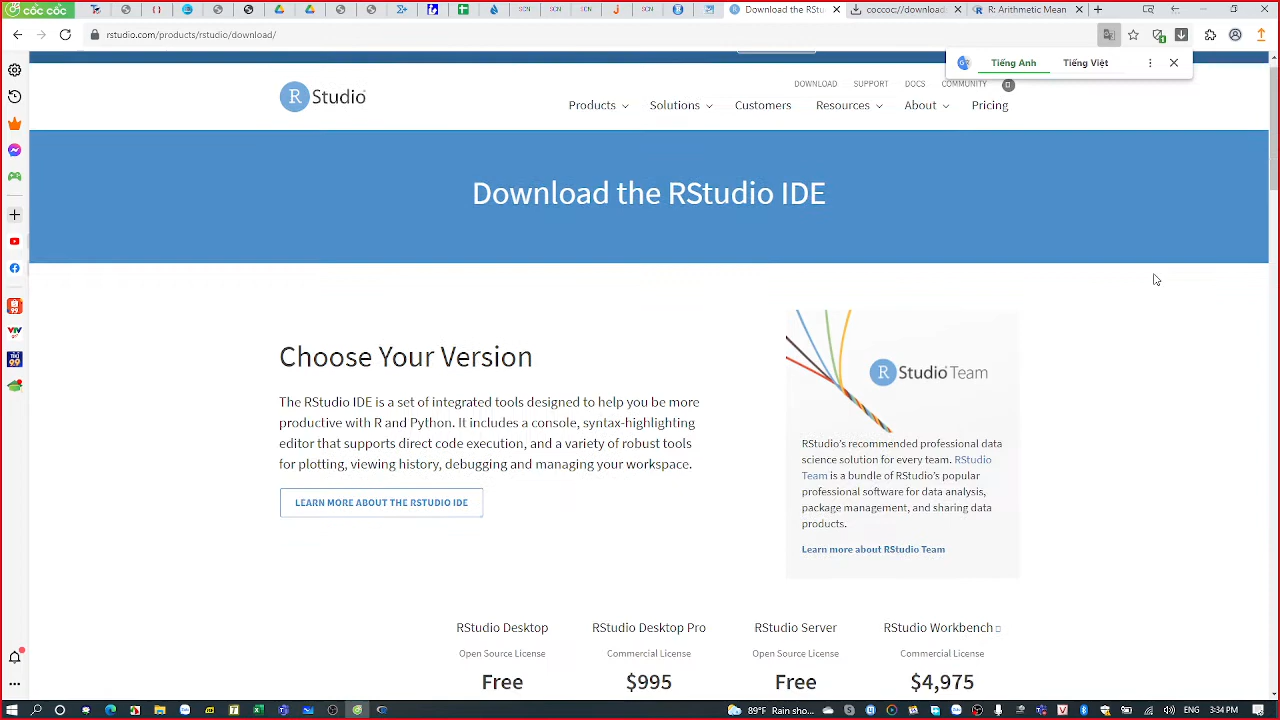 cốc cốc
SCN
SCN
LCN
SCN
Download the RStu
coccoc://download
R: Arithmetic Mean
rstudio.com/products/rstudio/download/
Tiếng Anh
Tiếng Việt
R Studio
DOWNLOAD
SUPPORT
DOCS
COMMUNITY
Products
Solutions
Customers
Resources
About
Pricing
Download the RStudio IDE
Choose Your Version
The RStudio IDE is a set of integrated tools designed to help you be more
productive with R and Python. It includes a console, syntax-highlighting
editor that supports direct code execution, and a variety of robust tools
for plotting, viewing history, debugging and managing your workspace.
LEARN MORE ABOUT THE RSTUDIO IDE
R Studio Team
RStudio's recommended professional data
science solution for every team. RStudio
Team is a bundle of RStudio's popular
professional software for data analysis,
package management, and sharing data
products.
Learn more about RStudio Team
RStudio Desktop
RStudio Desktop Pro
RStudio Server
RStudio Workbench
Open Source License
Commercial License
Open Source License
Commercial License
Free
$995
Free
$4,975
89°F Rain sho...
ENG
3:34 PM